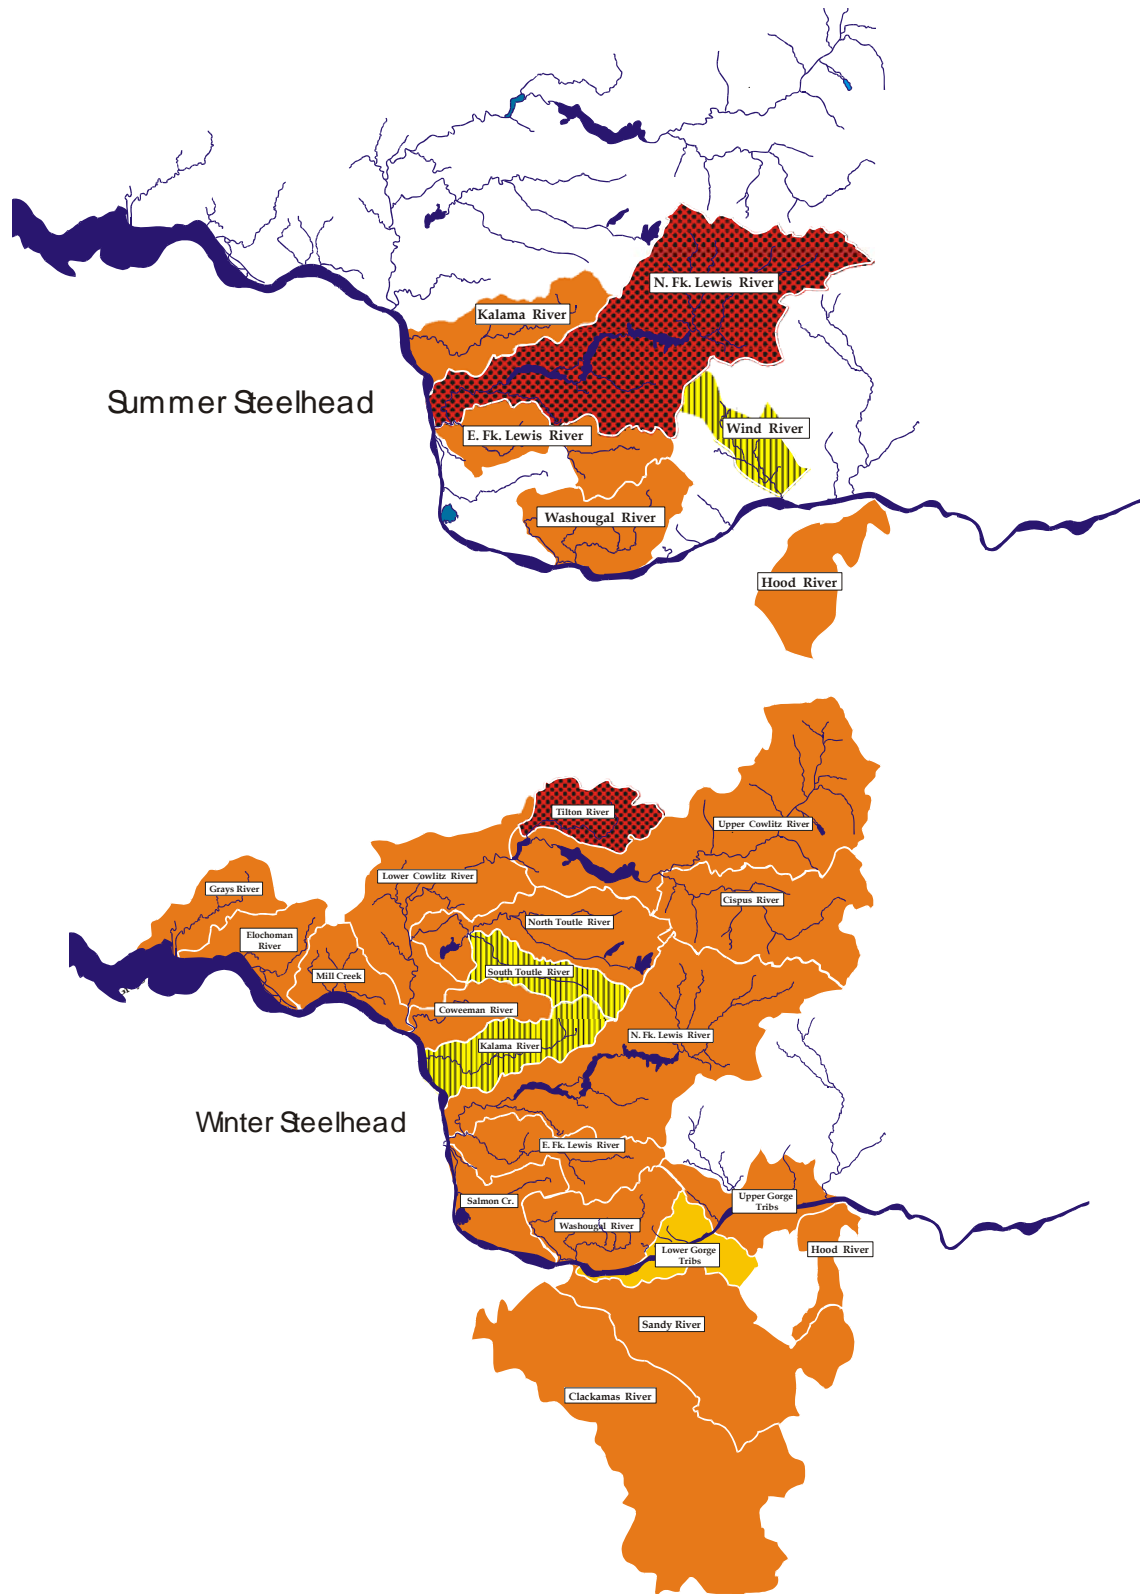 N. Fk. Lewis River
Kalama River
Summer Steelhead
E. Fk. Lewis River
Wind River
Washougal River
Hood River
Tilton River
Upper Cowlitz River
Lower Cowlitz River
Grays River
Cispus River
North Toutle River
Elochoman
River
Mill Creek
South Toutle River
Coweeman River
N. Fk. Lewis River
Kalama River
Winter Steelhead
E. Fk. Lewis River
Salmon Cr.
Upper Gorge
Tribs
Washougal River
Hood River
Lower Gorge
Tribs
Sandy River
Clackamas River